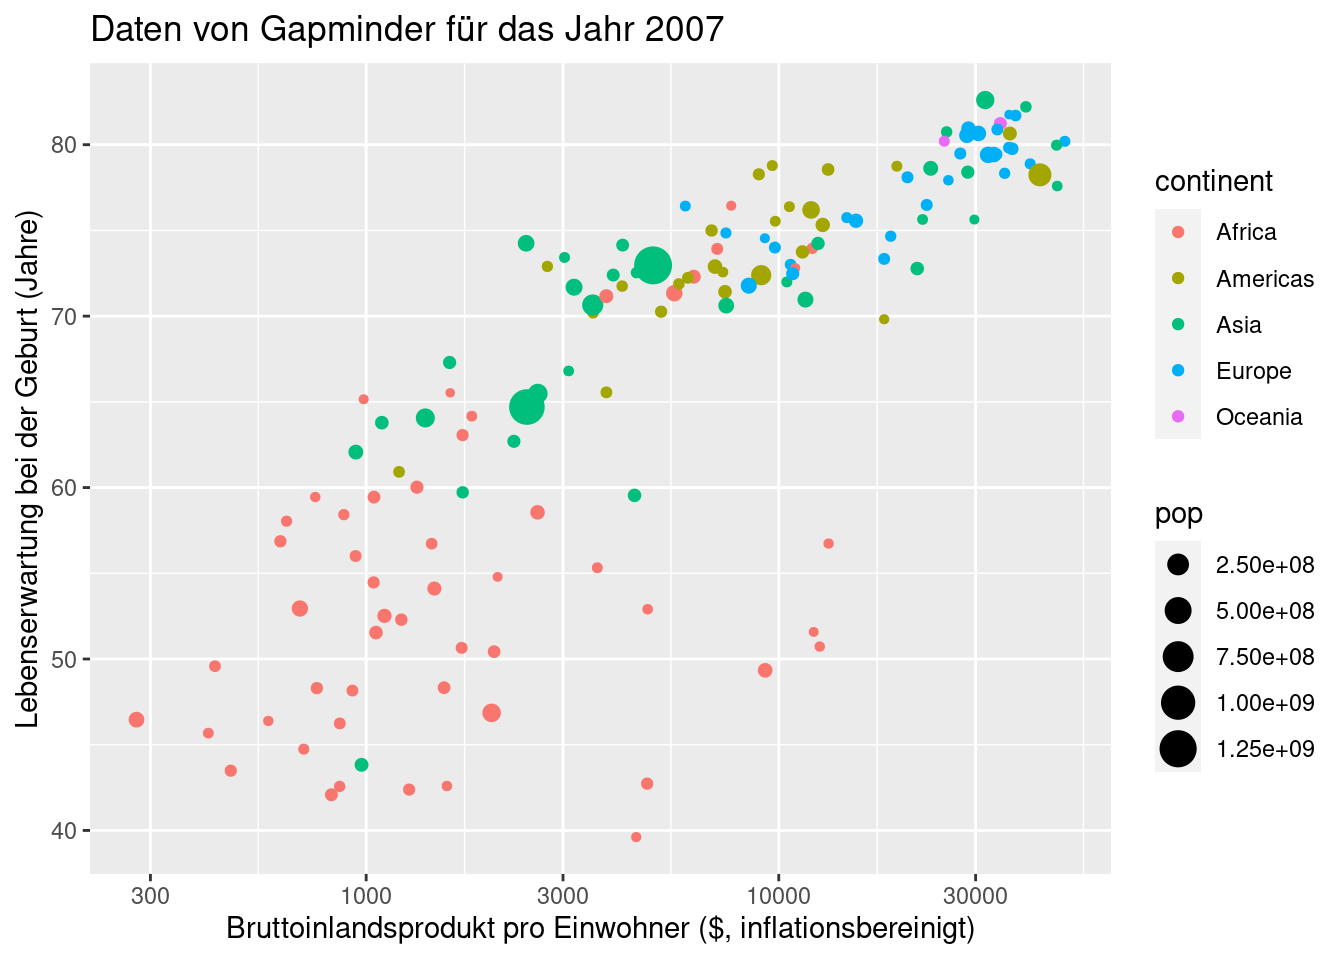 Daten von Gapminder für das Jahr 2007
Lebenserwartung bei der Geburt (Jahre)
80
70
60
50
40
300
1000
3000
10000
30000
Bruttoinlandsprodukt pro Einwohner ($, inflationsbereinigt)
continent
Africa
Americas
Asia
Europe
Oceania
pop
2.50e+08
5.00e+08
7.50e+08
1.00e+09
1.25e+09